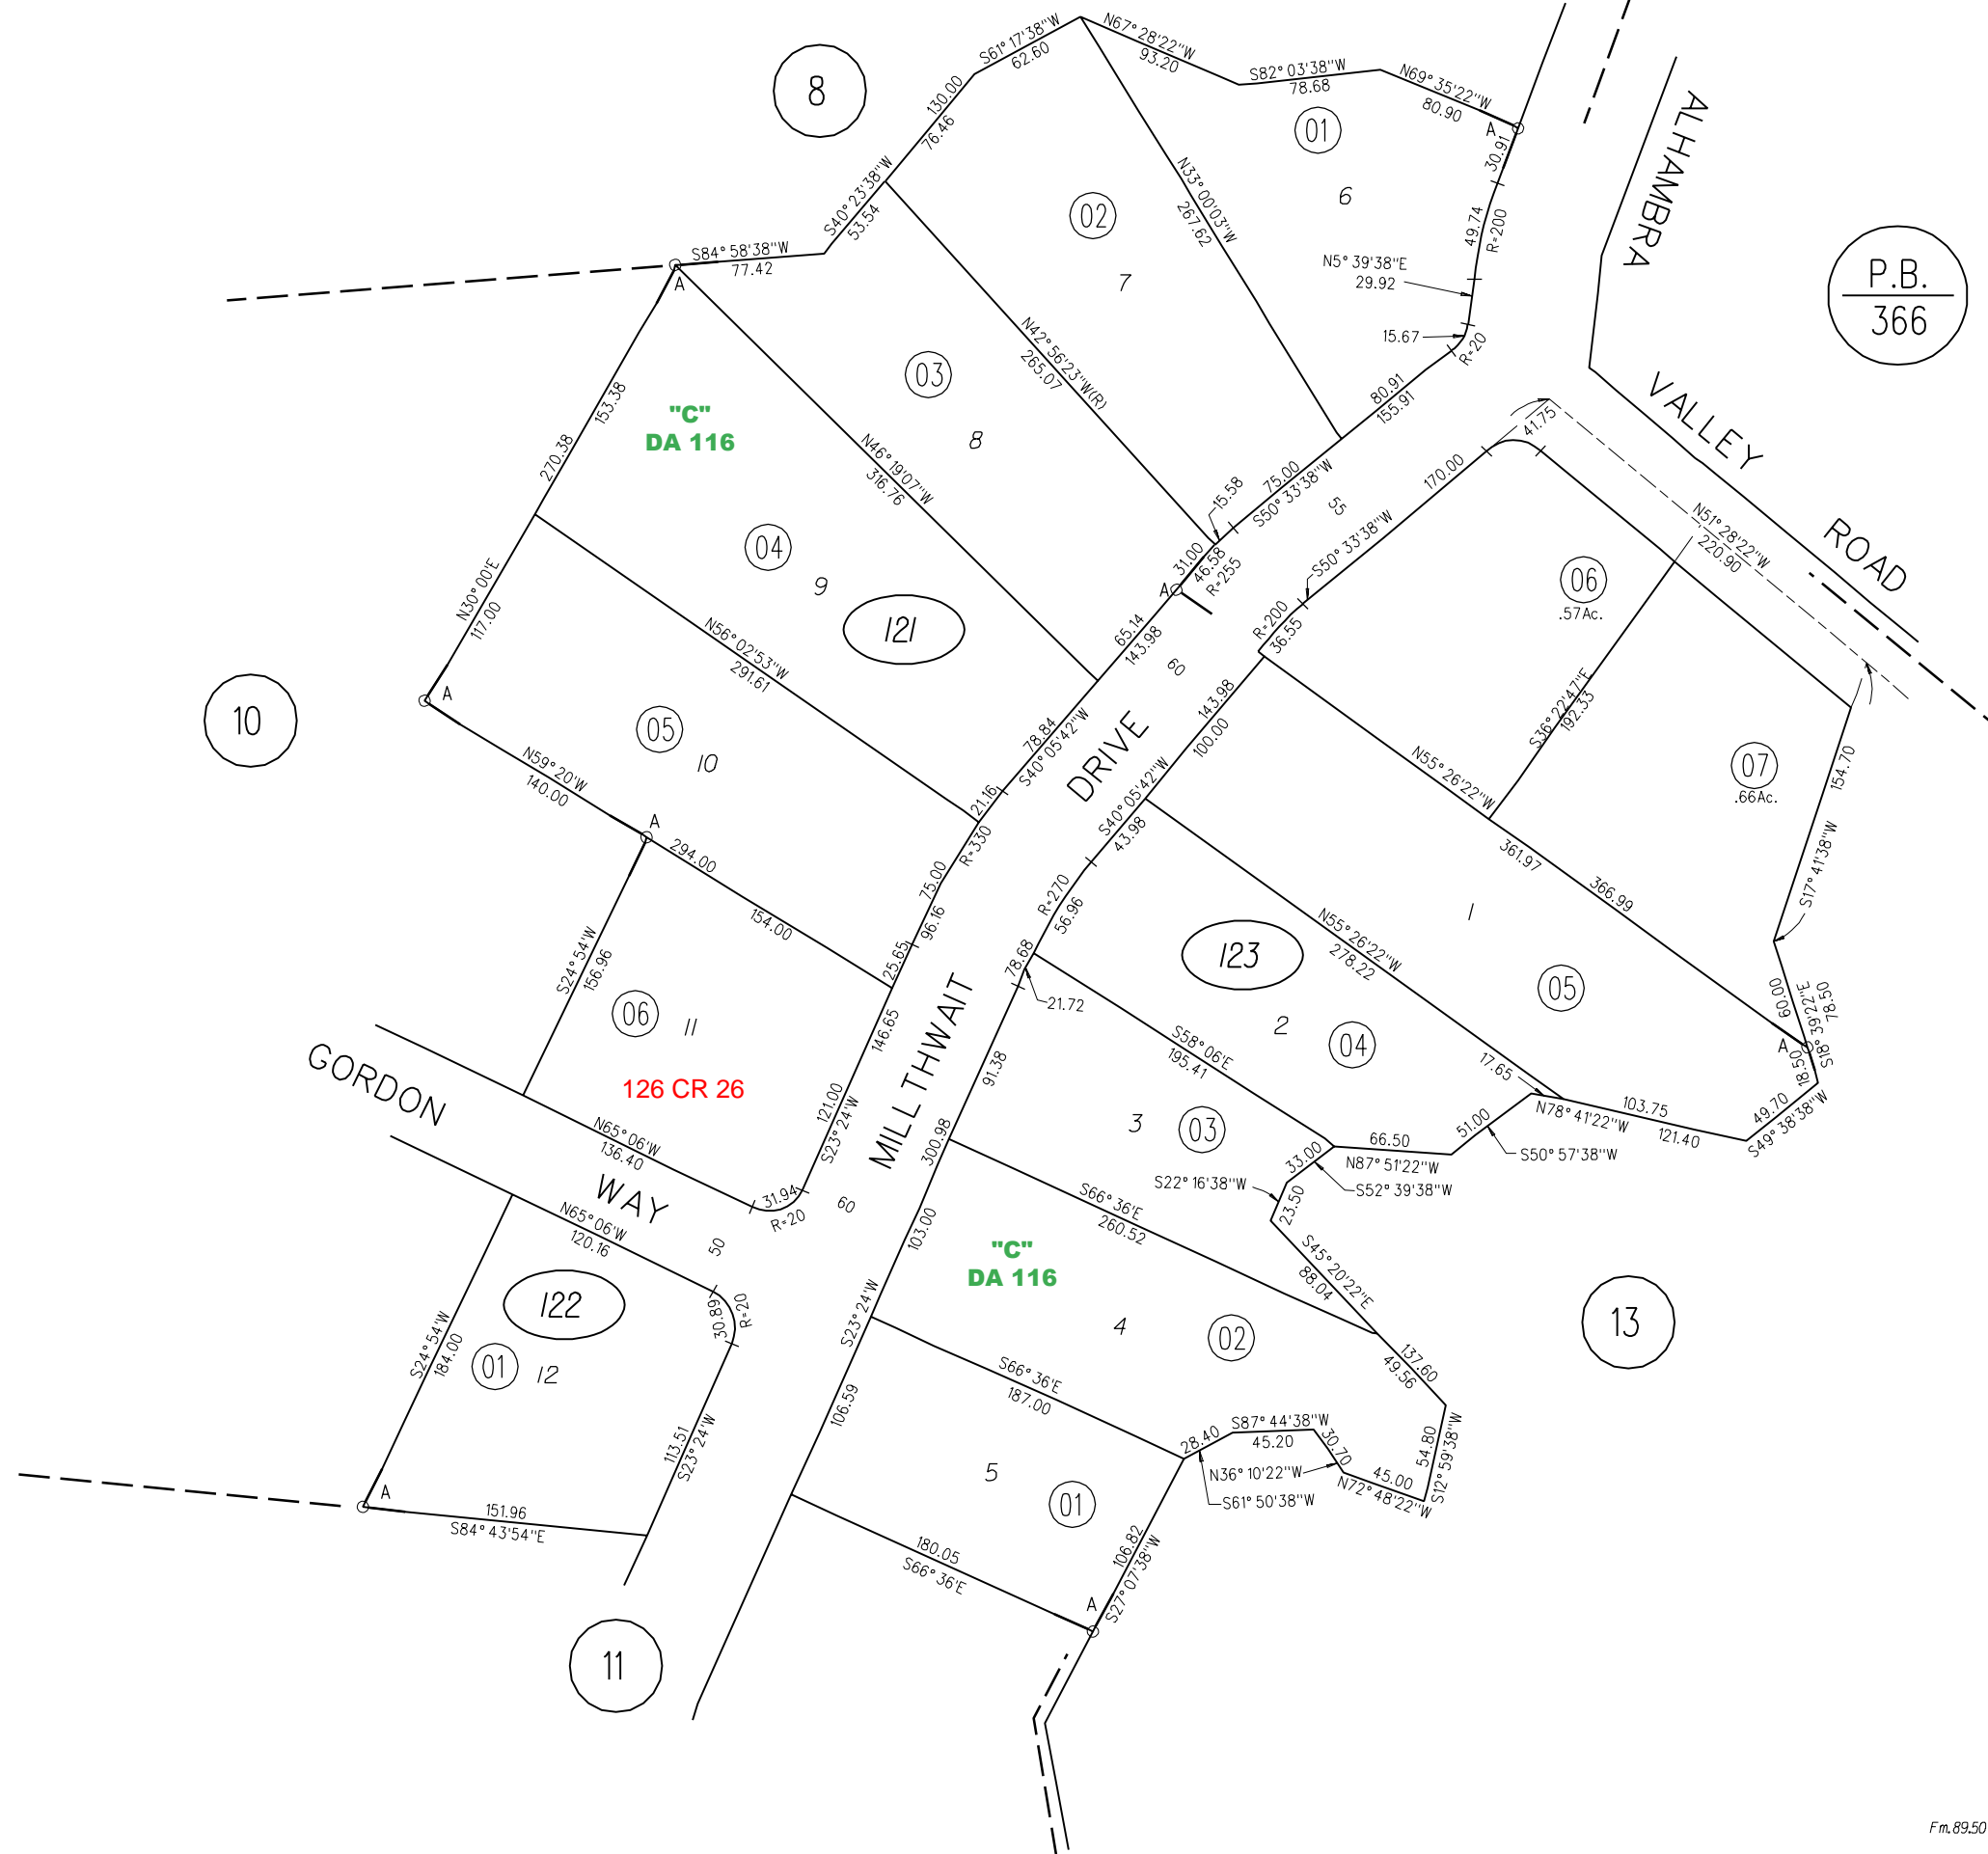 8
S61° 17'38"W
62.60
N67° 28'22"W
93.20
S82° 03'38"W
78.68
N69° 35'22"W
80.90
130.00
76.46
S40° 23'38"W
53.54
S84° 58'38"W
77.42
A
A
01
6
02
7
N33° 00'03"W
267.62
30.91
49.74
R=200
N5° 39'38"E
29.92
15.67
R=20
ALHAMBRA
VALLEY
ROAD
P.B.
366
03
8
N42° 56'23"W(R)
265.07
80.91
155.91
75.00
S50° 33'38"W
15.58
55
41.75
170.00
S50° 33'38"W
N51° 28'22"W
220.90
"C"
DA 116
153.38
270.38
N46° 19'07"W
316.76
04
9
121
31.00
46.58
R=255
A
N30° 00'E
117.00
N56° 02'53"W
291.61
65.14
143.98
60
R=200
36.55
06
.57Ac.
S36° 22'47"E
192.33
07
.66Ac.
154.70
S17° 41'38"W
10
A
05
10
N59° 20'W
140.00
A
78.84
S40° 05'42"W
DRIVE
143.98
100.00
N55° 26'22"W
361.97
366.99
21.16
R=330
S40° 05'42"W
43.98
294.00
154.00
75.00
96.16
R=270
56.96
1
N55° 26'22"W
278.22
123
05
60.00
S18° 39'22"E
78.50
A
18.50
S24° 54'W
156.96
25.65
78.68
21.72
06
11
146.65
MILLTHWAIT
91.38
2
04
S58° 06'E
195.41
17.65
103.75
N78° 41'22"W
121.40
49.70
S49° 38'38"W
GORDON
WAY
126 CR 26
121.00
S23° 24'W
N65° 06'W
136.40
31.94
R=20
60
300.98
3
03
51.00
S50° 57'38"W
66.50
N87° 51'22"W
33.00
S52° 39'38"W
S22° 16'38"W
23.50
S66° 36'E
260.52
103.00
N65° 06'W
120.16
50
S45° 20'22"E
88.04
"C"
DA 116
122
30.89
R=20
S23° 24'W
4
02
13
137.60
49.56
S24° 54'W
184.00
01
12
S66° 36'E
187.00
106.59
28.40
S87° 44'38"W
45.20
30.70
N36° 10'22"W
S61° 50'38"W
45.00
N72° 48'22"W
54.80
S12° 59'38"W
113.51
S23° 24'W
5
01
A
151.96
S84° 43'54"E
180.05
S66° 36'E
106.82
S27° 07'38"W
A
11
Fm.89.50